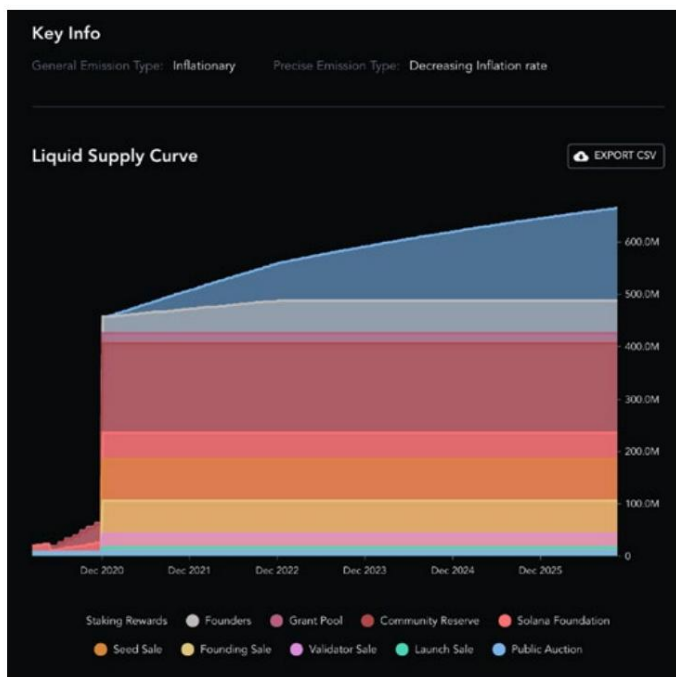 Key Info
General Emission Type: Inflationary Precise Emission Type: Decreasing Inflation rate
Liquid Supply Curve EXPORT CSV
600.0M
500.0M
400.0M
300.0M
200.0M
100.0M
0
Dec 2020 Dec 2021 Dec 2022 Dec 2023 Dec 2024 Dec 2025
Staking Rewards Founders Grant Pool Community Reserve Solana Foundation
Seed Sale Founding Sale Validator Sale Launch Sale Public Auction